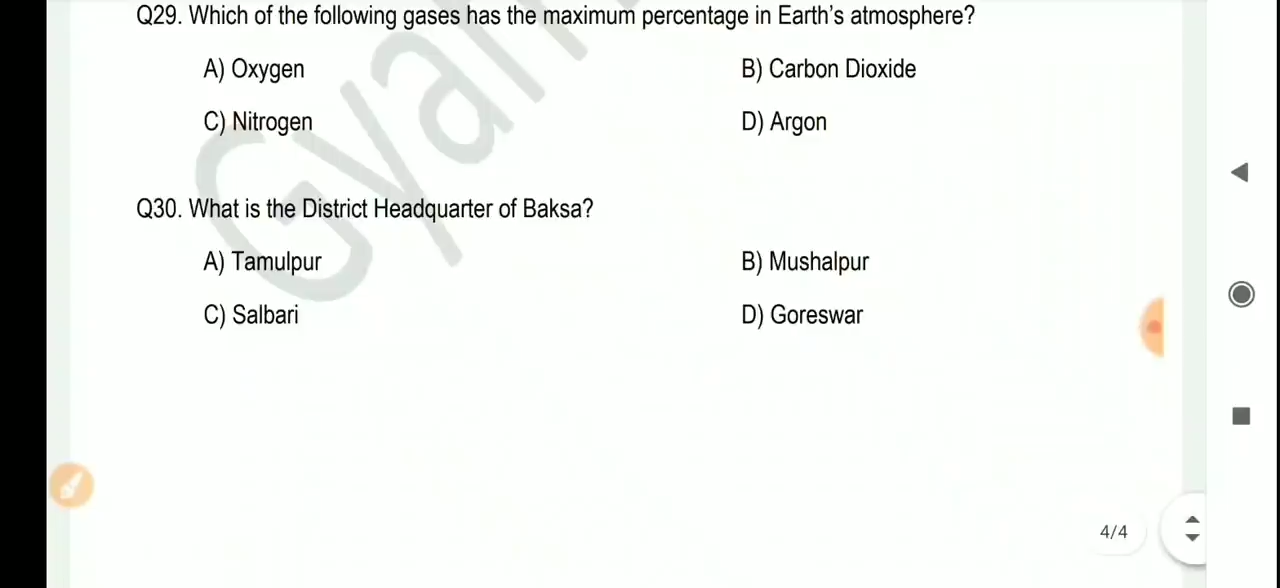 Q29. Which of the following gases has the maximum percentage in Earth’s atmosphere?
A) Oxygen
B) Carbon Dioxide
C) Nitrogen
D) Argon
Q30. What is the District Headquarter of Baksa?
A) Tamulpur
B) Mushalpur
C) Salbari
D) Goreswar
4/4